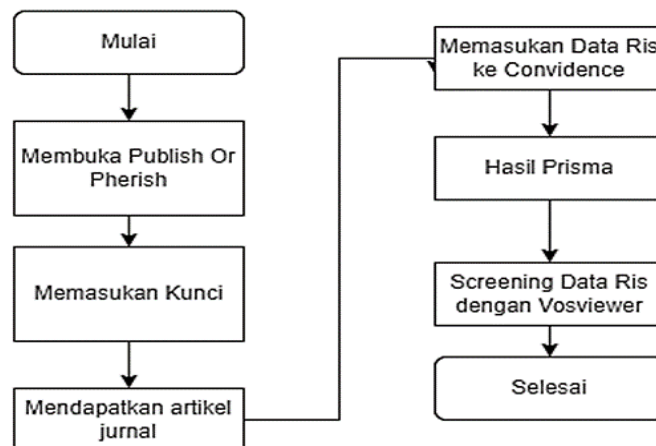 Mulai
Membuka Publish Or
Pherish
Memasukan Kunci
Mendapatkan artikel
jurnal
Memasukan Data Ris
ke Convidence
Hasil Prisma
Screening Data Ris
dengan Vosviewer
Selesai